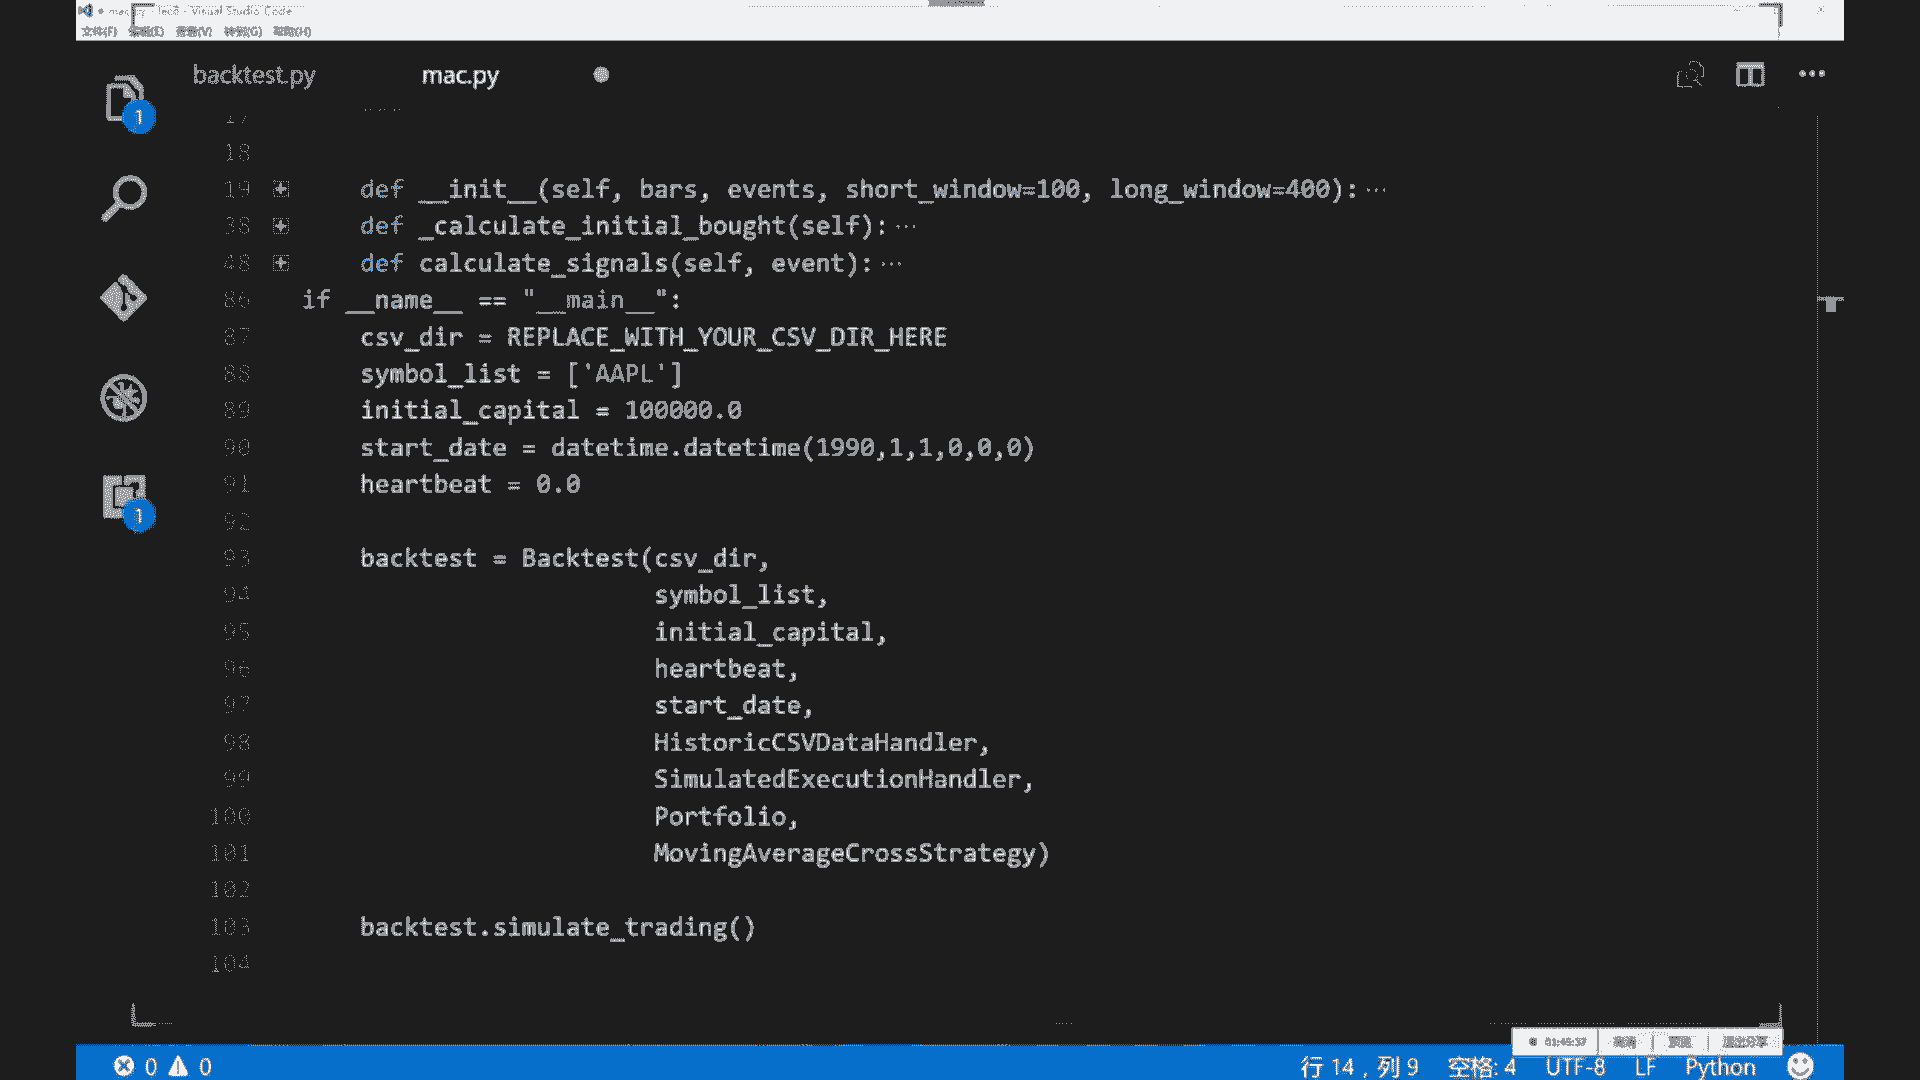 mac.py - lec8 - Visual Studio Code
文件(F) 编辑(E) 查看(V) 转到(G) 帮助(H)
backtest.py mac.py
1
17
18
19 def __init__(self, bars, events, short_window=100, long_window=400):···
38 def _calculate_initial_bought(self):···
48 def calculate_signals(self, event):···
86 if __name__ == "__main__":
87 csv_dir = REPLACE_WITH_YOUR_CSV_DIR_HERE
88 symbol_list = ['AAPL']
89 initial_capital = 100000.0
90 start_date = datetime.datetime(1990,1,1,0,0,0)
91 heartbeat = 0.0
92
1
93 backtest = Backtest(csv_dir,
94 symbol_list,
95 initial_capital,
96 heartbeat,
97 start_date,
98 HistoricCSVDataHandler,
99 SimulatedExecutionHandler,
100 Portfolio,
101 MovingAverageCrossStrategy)
102
103 backtest.simulate_trading()
104
01:45:37
0 0 行 14，列 9 空格: 4 UTF-8 LF Python